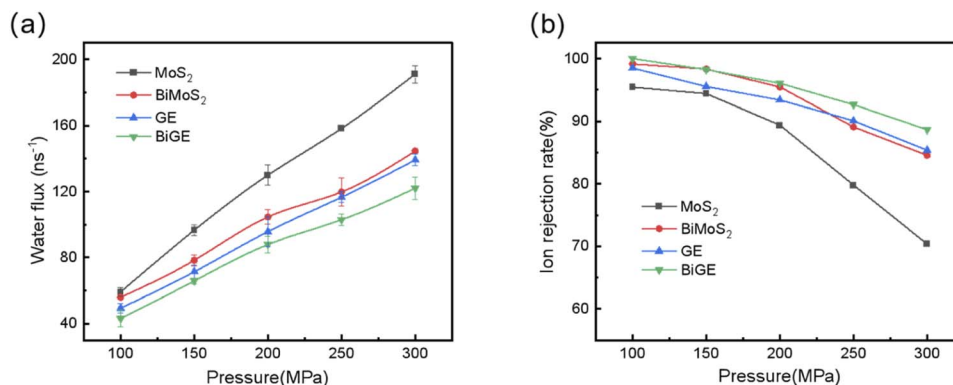 (a)
200
160
120
80
40
Water flux (ns⁻¹)
MoS₂
BiMoS₂
GE
BiGE
100 150 200 250 300
Pressure(MPa)
(b)
100
90
80
70
60
Ion rejection rate(%)
MoS₂
BiMoS₂
GE
BiGE
100 150 200 250 300
Pressure(MPa)